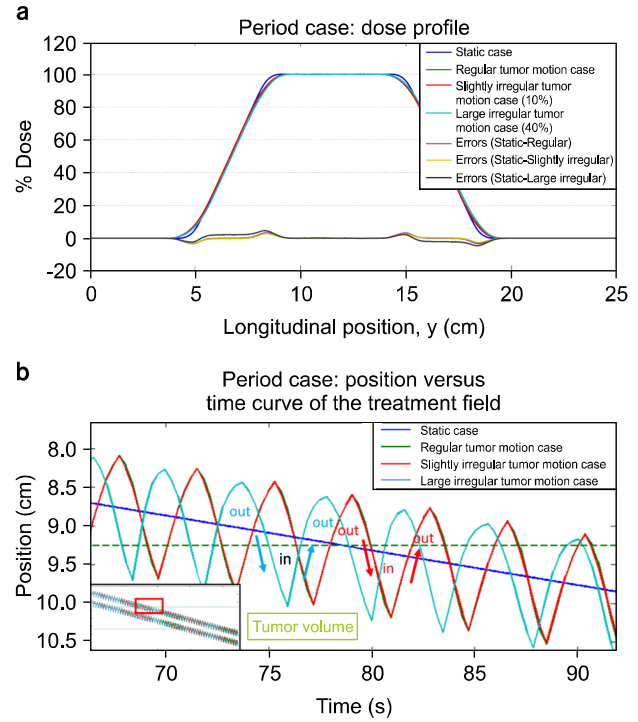 a
Period case: dose profile
120
100
80
60
40
20
0
-20
% Dose
Static case
Regular tumor motion case
Slightly irregular tumor
motion case (10%)
Large irregular tumor
motion case (40%)
Errors (Static-Regular)
Errors (Static-Slightly irregular)
Errors (Static-Large irregular)
0 5 10 15 20 25
Longitudinal position, y (cm)
b
Period case: position versus
time curve of the treatment field
Static case
Regular tumor motion case
Slightly irregular tumor motion case
Large irregular tumor motion case
8.0
8.5
9.0
9.5
10.0
10.5
Position (cm)
out
out
in
out
out
in
Tumor volume
70 75 80 85 90
Time (s)